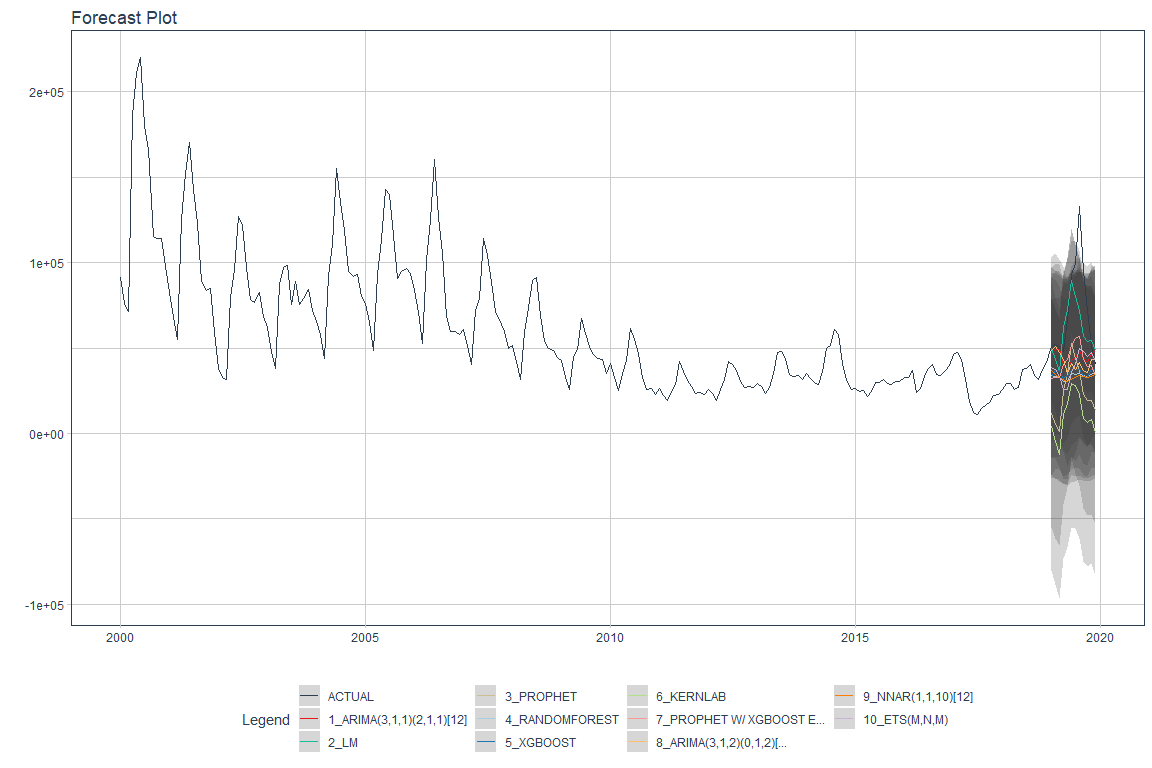 Forecast Plot
2e+05
1e+05
0e+00
-1e+05
2000 2005 2010 2015 2020
ACTUAL 3_PROPHET 6_KERNLAB 9_NNAR(1,1,10)[12]
Legend 1_ARIMA(3,1,1)(2,1,1)[12] 4_RANDOMFOREST 7_PROPHET W/ XGBOOST E... 10_ETS(M,N,M)
2_LM 5_XGBOOST 8_ARIMA(3,1,2)(0,1,2)[...